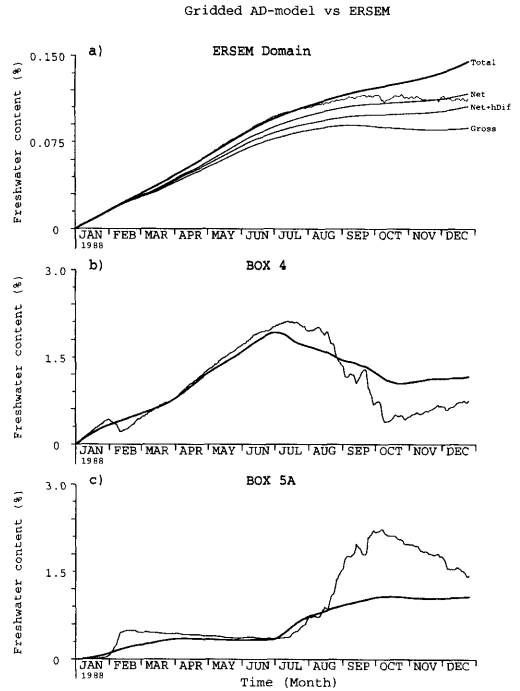 Gridded AD-model vs ERSEM
a) ERSEM Domain
Freshwater content (%)
0.150
0.075
0
Total
Net
Net+hDif
Gross
JAN FEB MAR APR MAY JUN JUL AUG SEP OCT NOV DEC
1988
b) BOX 4
Freshwater content (%)
3.0
1.5
0
JAN FEB MAR APR MAY JUN JUL AUG SEP OCT NOV DEC
1988
c) BOX 5A
Freshwater content (%)
3.0
1.5
0
JAN FEB MAR APR MAY JUN JUL AUG SEP OCT NOV DEC
1988
Time (Month)